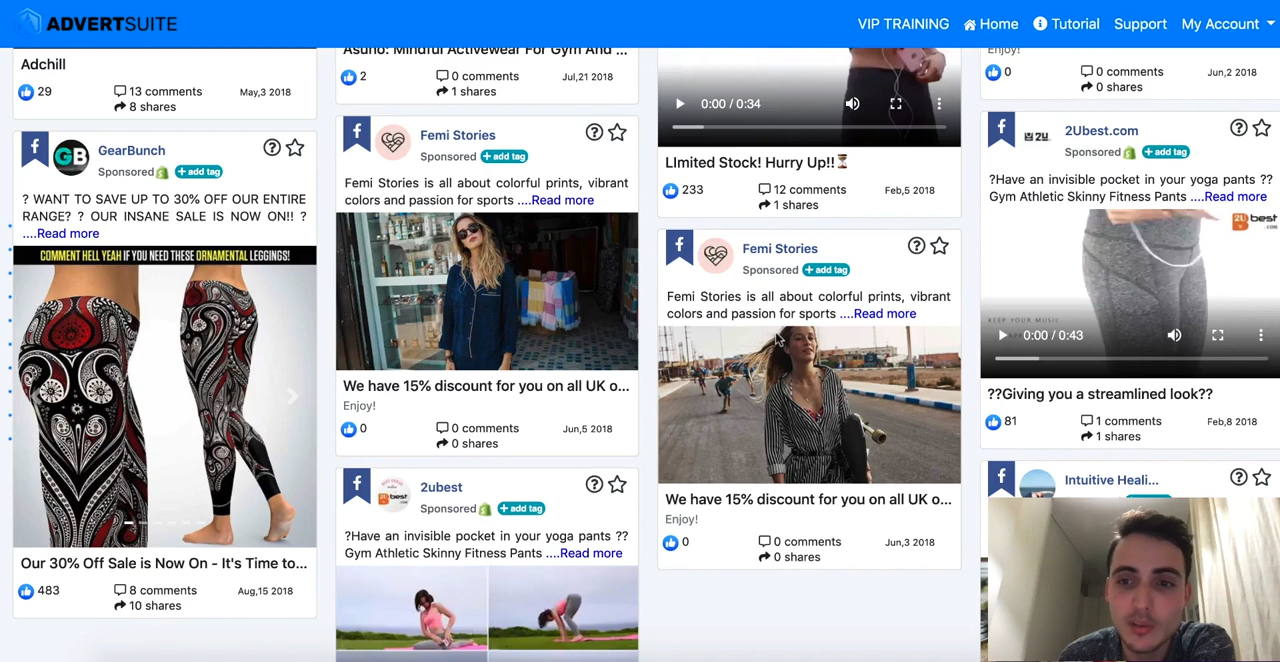 ADVERTSUITE
VIP TRAINING
Home
Tutorial
Support
My Account
Adchill
29
13 comments
8 shares
May,3 2018
GearBunch
Sponsored
+ add tag
? WANT TO SAVE UP TO 30% OFF OUR ENTIRE
RANGE? ? OUR INSANE SALE IS NOW ON!! ?
....Read more
COMMENT HELL YEAH IF YOU NEED THESE ORNAMENTAL LEGGINGS!
Our 30% Off Sale is Now On - It's Time to...
483
8 comments
10 shares
Aug,15 2018
Asuno: Mindful Activewear For Gym And ...
2
0 comments
1 shares
Jul,21 2018
Femi Stories
Sponsored
+ add tag
Femi Stories is all about colorful prints, vibrant
colors and passion for sports ....Read more
We have 15% discount for you on all UK o...
Enjoy!
0
0 comments
0 shares
Jun,5 2018
2ubest
Sponsored
+ add tag
?Have an invisible pocket in your yoga pants ??
Gym Athletic Skinny Fitness Pants ....Read more
0:00 / 0:34
LImited Stock! Hurry Up!!⏳
233
12 comments
1 shares
Feb,5 2018
Femi Stories
Sponsored
+ add tag
Femi Stories is all about colorful prints, vibrant
colors and passion for sports ....Read more
We have 15% discount for you on all UK o...
Enjoy!
0
0 comments
0 shares
Jun,3 2018
Enjoy!
0
0 comments
0 shares
Jun,2 2018
2Ubest.com
Sponsored
+ add tag
?Have an invisible pocket in your yoga pants ??
Gym Athletic Skinny Fitness Pants ....Read more
2U best
.COM
KEEP YOUR MUSIC
0:00 / 0:43
??Giving you a streamlined look??
81
1 comments
1 shares
Feb,8 2018
Intuitive Heali...